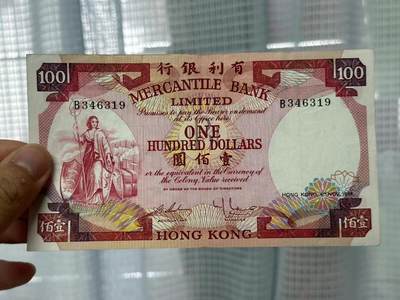 行銀利有
100
MERCANTILE BANK
100
LIMITED
B346319
Promises to pay the Bearer on demand
B346319
at its Office here
ONE
HUNDRED DOLLARS
圓佰壹
or the equivalent in the Currency of
the Colony, Value received
BY ORDER OF THE BOARD OF DIRECTORS
HONG KONG
佰壹
HONG KONG
佰壹